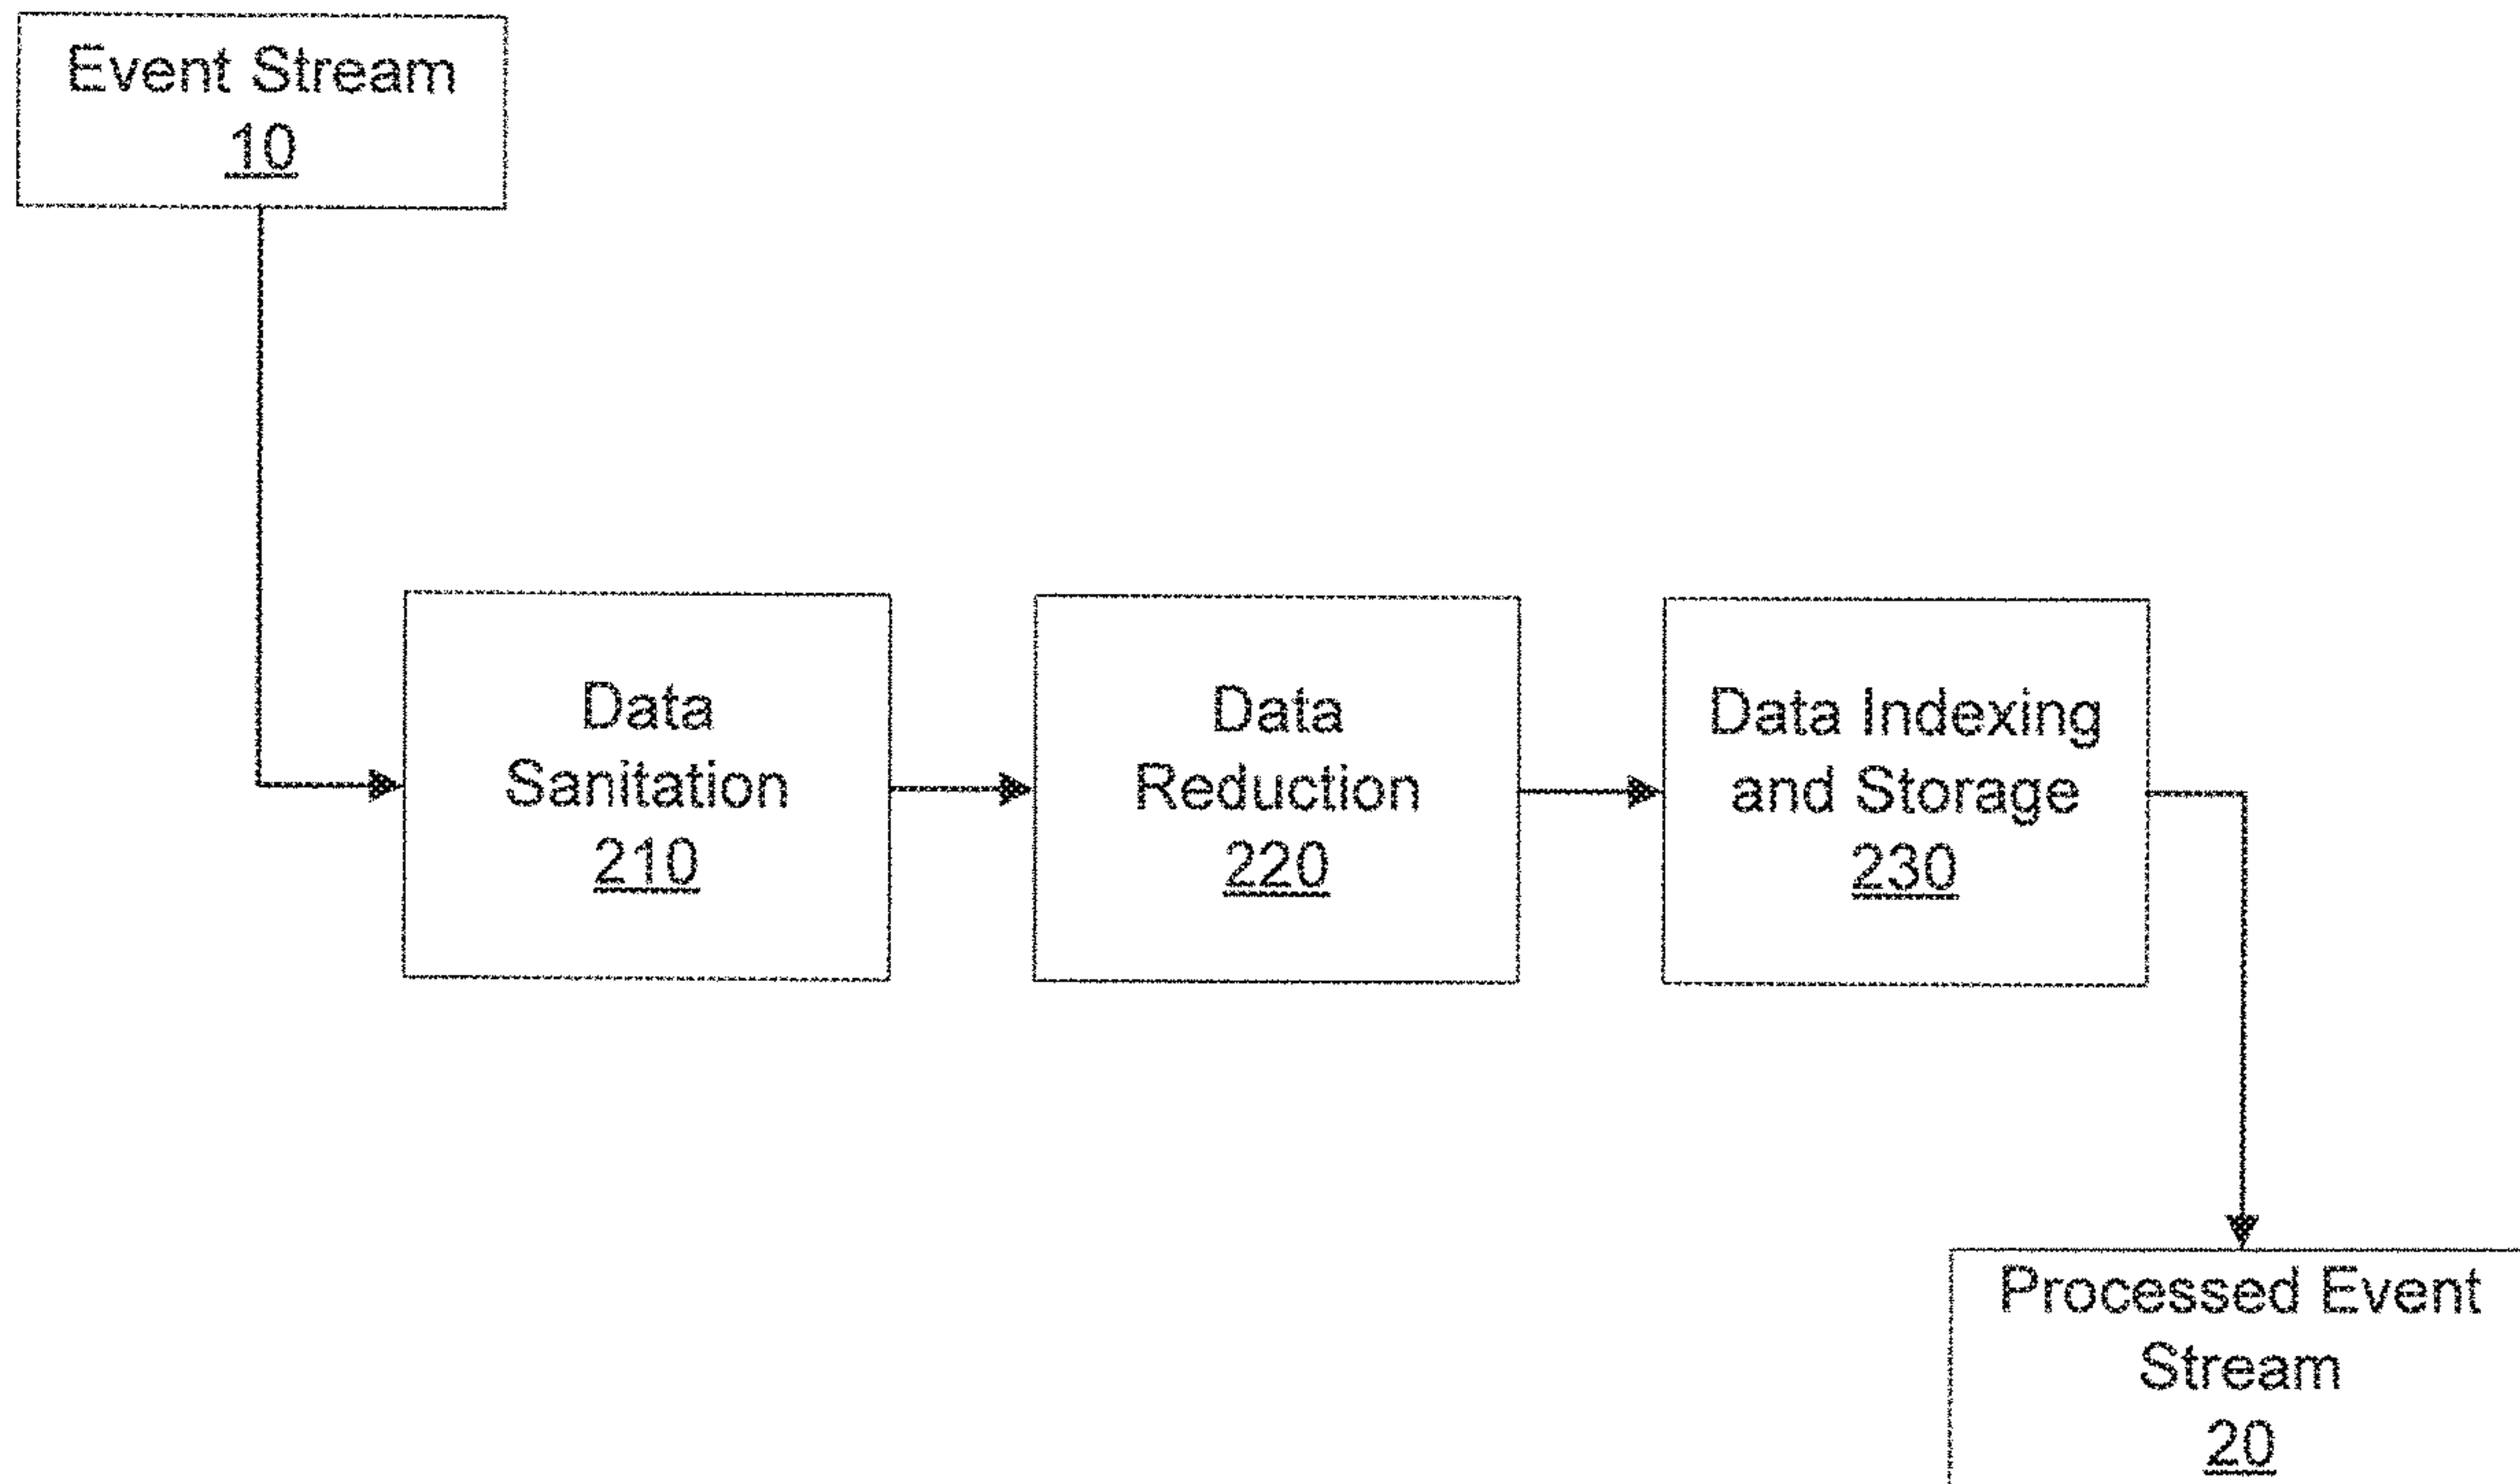 Event Stream
10
Data
Sanitation
210
Data
Reduction
220
Data Indexing
and Storage
230
Processed Event
Stream
20